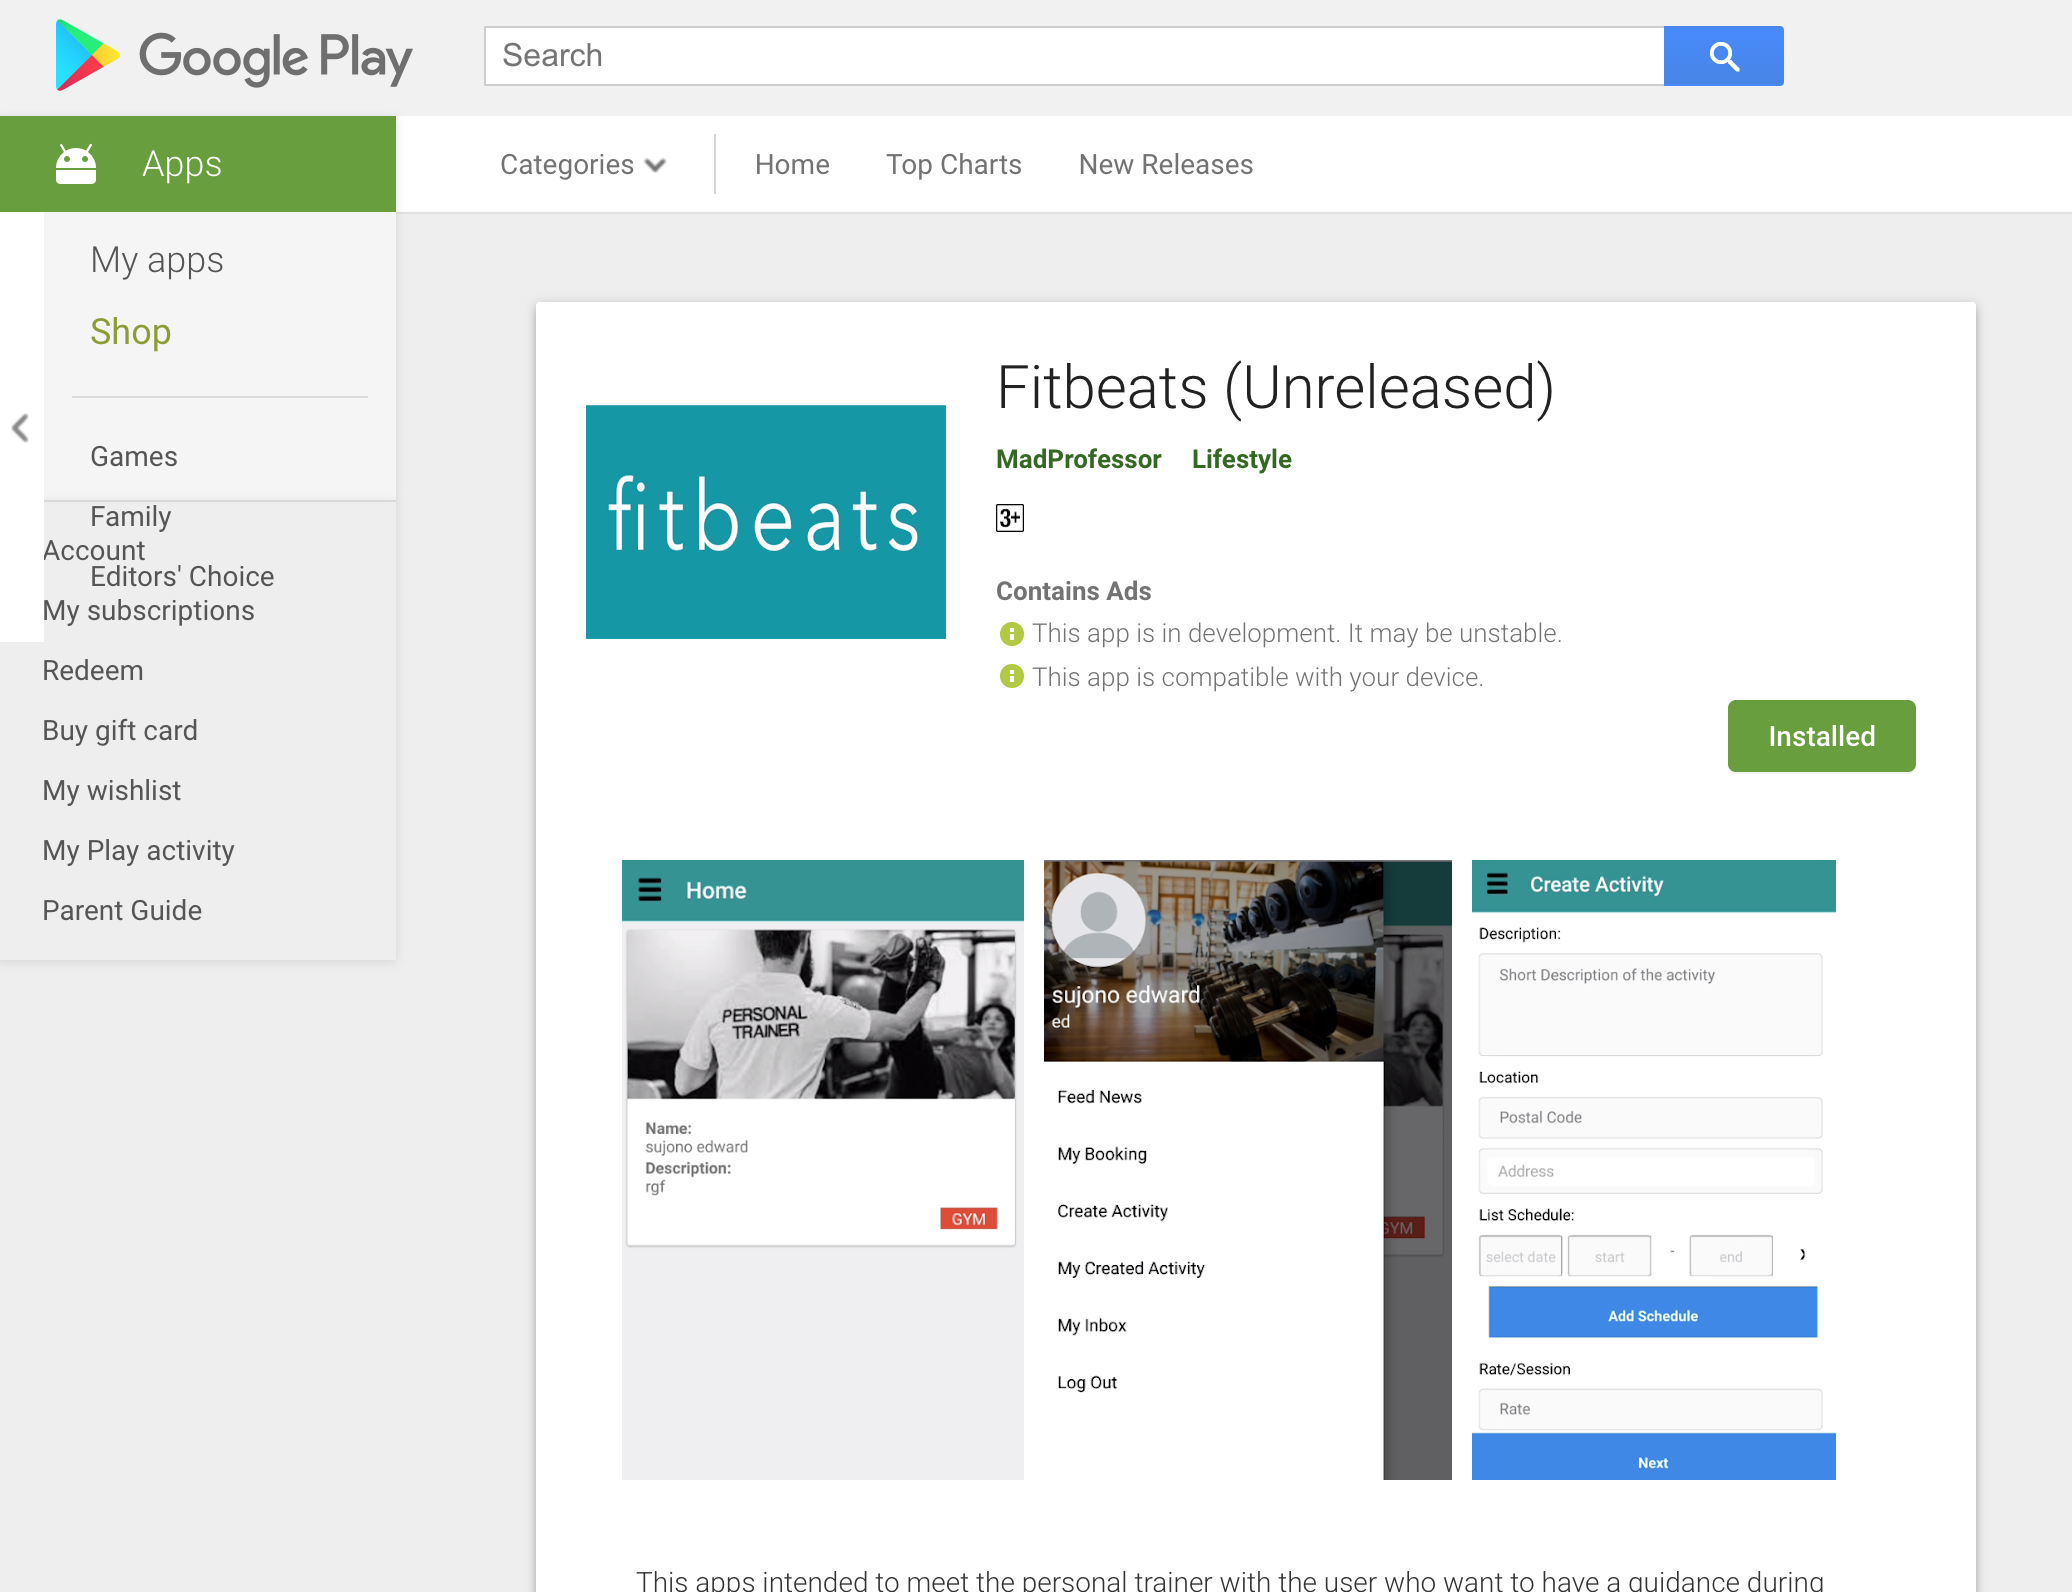 Google Play
Search
Apps
Categories
Home
Top Charts
New Releases
My apps
Shop
Games
Family
Account
Editors' Choice
My subscriptions
Redeem
Buy gift card
My wishlist
My Play activity
Parent Guide
fitbeats
Fitbeats (Unreleased)
MadProfessor Lifestyle
3+
Contains Ads
This app is in development. It may be unstable.
This app is compatible with your device.
Installed
Home
PERSONAL
TRAINER
Name:
sujono edward
Description:
rgf
GYM
sujono edward
ed
Feed News
My Booking
Create Activity
My Created Activity
My Inbox
Log Out
GYM
Create Activity
Description:
Short Description of the activity
Location
Postal Code
Address
List Schedule:
select date start - end
Add Schedule
Rate/Session
Rate
Next
This apps intended to meet the personal trainer with the user who want to have a guidance during